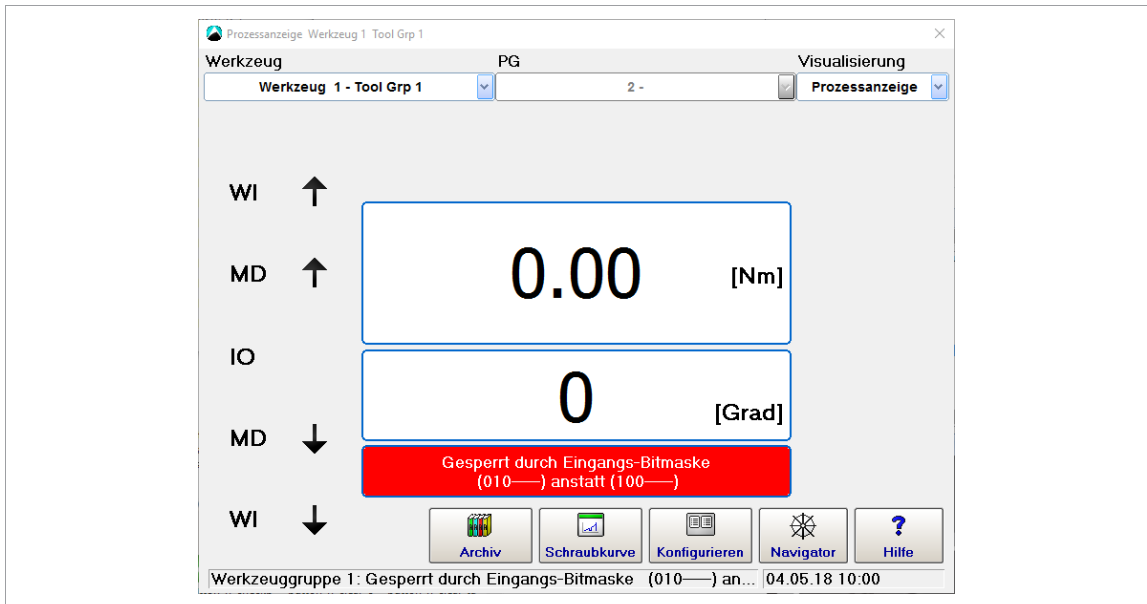 Prozessanzeige Werkzeug 1 Tool Grp 1
Werkzeug PG Visualisierung
Werkzeug 1 - Tool Grp 1 2 - Prozessanzeige
WI
MD
0.00 [Nm]
IO
0 [Grad]
MD
Gesperrt durch Eingangs-Bitmaske
(010-----) anstatt (100-----)
WI
Archiv Schraubkurve Konfigurieren Navigator Hilfe
Werkzeuggruppe 1: Gesperrt durch Eingangs-Bitmaske (010-----) an... 04.05.18 10:00